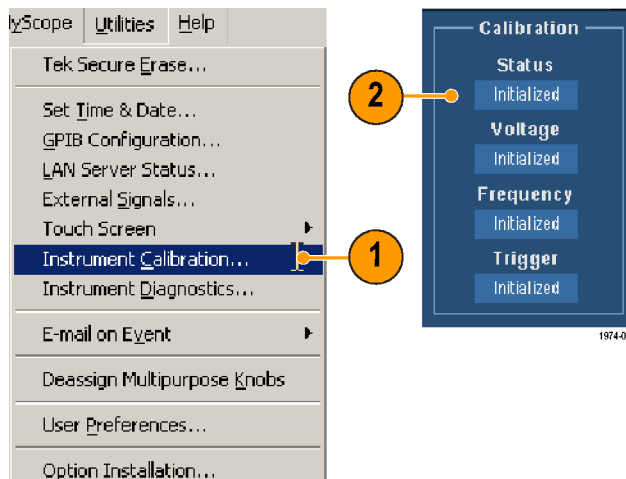 yScope Utilities Help
Tek Secure Erase...
Set Time & Date...
GPIB Configuration...
LAN Server Status...
External Signals...
Touch Screen
Instrument Calibration...
Instrument Diagnostics...
E-mail on Event
Deassign Multipurpose Knobs
User Preferences...
Option Installation...
1
2
Calibration
Status
Initialized
Voltage
Initialized
Frequency
Initialized
Trigger
Initialized
1974-0